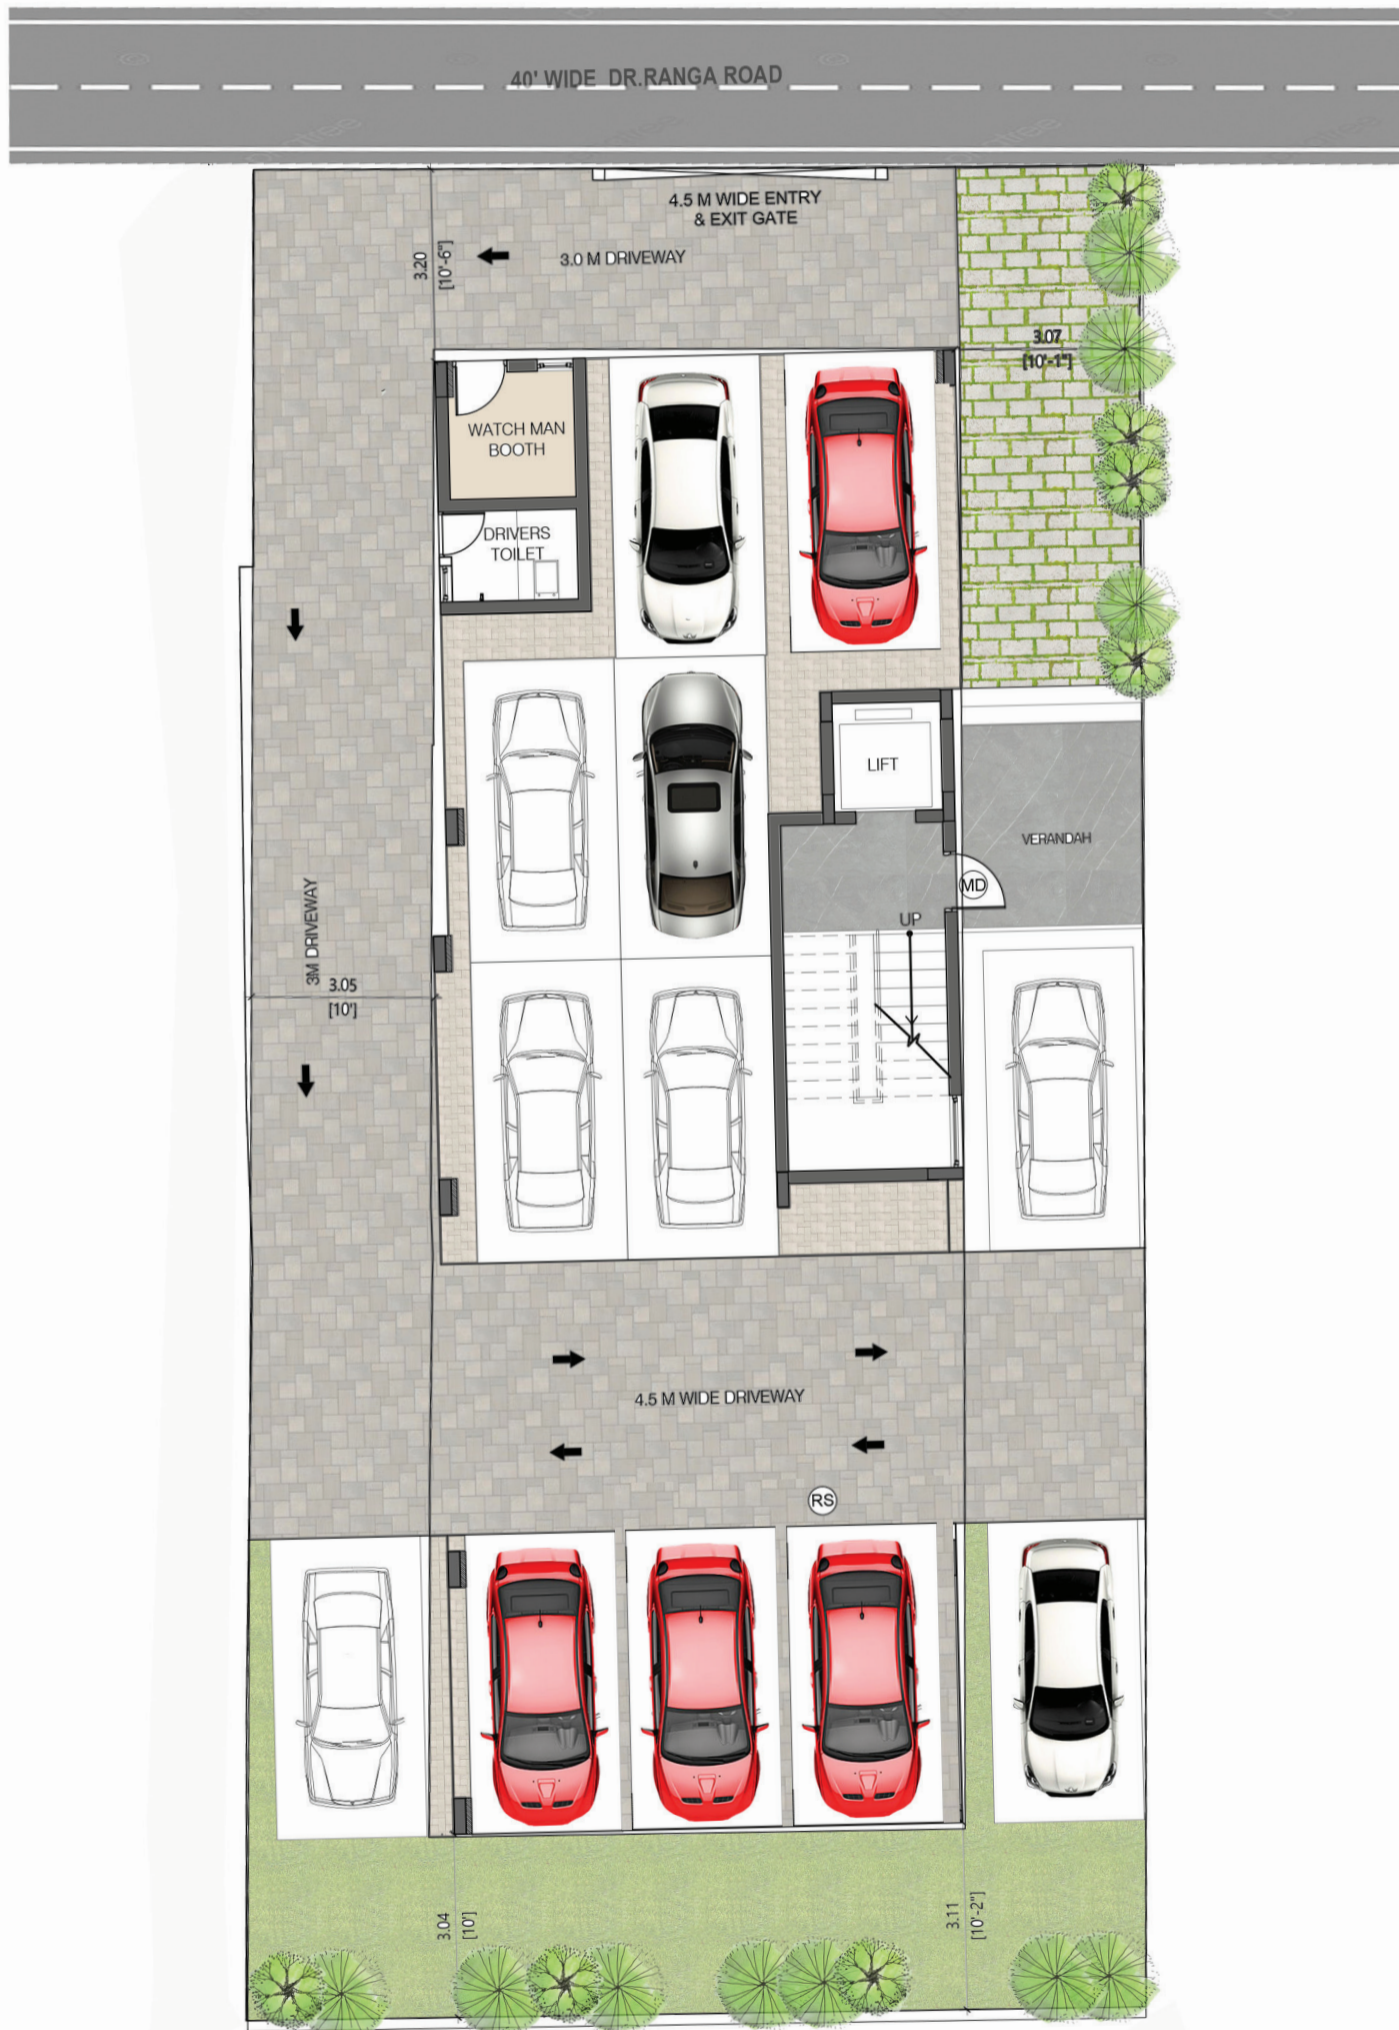 40' WIDE DR.RANGA ROAD
4.5 M WIDE ENTRY
& EXIT GATE
3.20
[10'-6"]
3.0 M DRIVEWAY
3.07
[10'-1"]
WATCH MAN
BOOTH
DRIVERS
TOILET
LIFT
VERANDAH
MD
UP
3M DRIVEWAY
3.05
[10']
4.5 M WIDE DRIVEWAY
RS
3.04
[10']
3.11
[10'-2"]